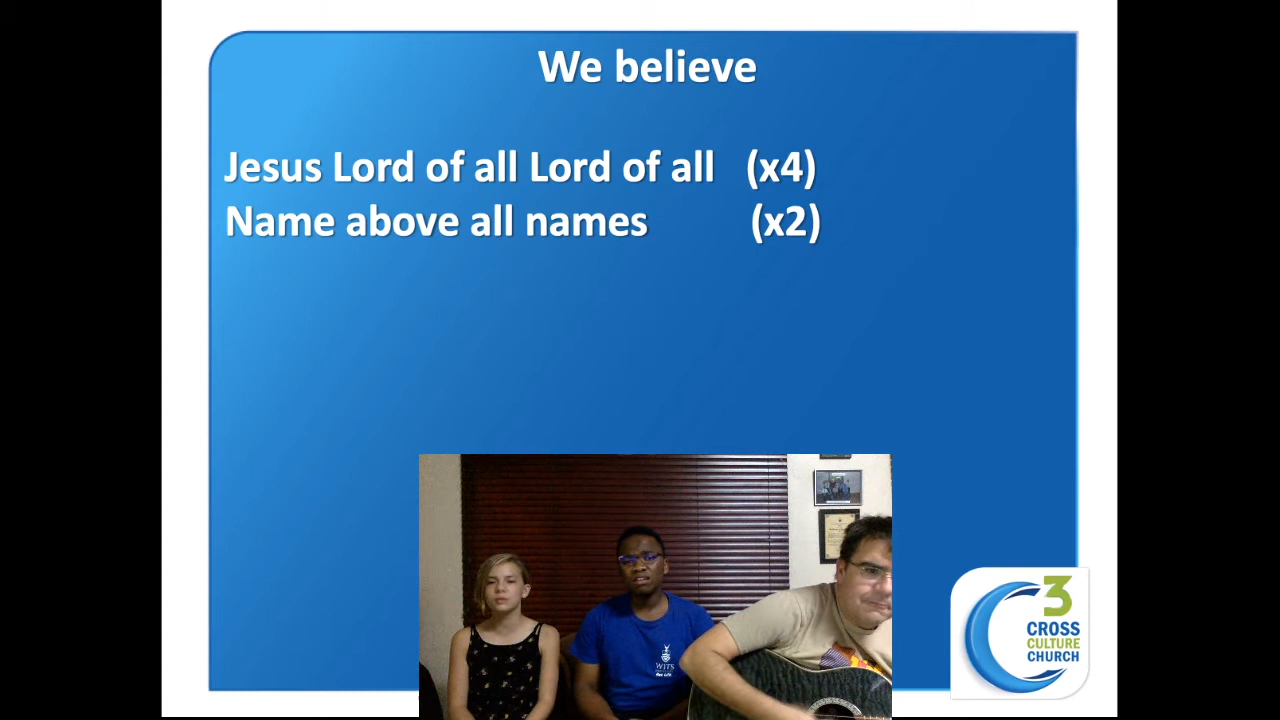 We believe
Jesus Lord of all Lord of all (x4)
Name above all names (x2)
WITS
3
CROSS
CULTURE
CHURCH